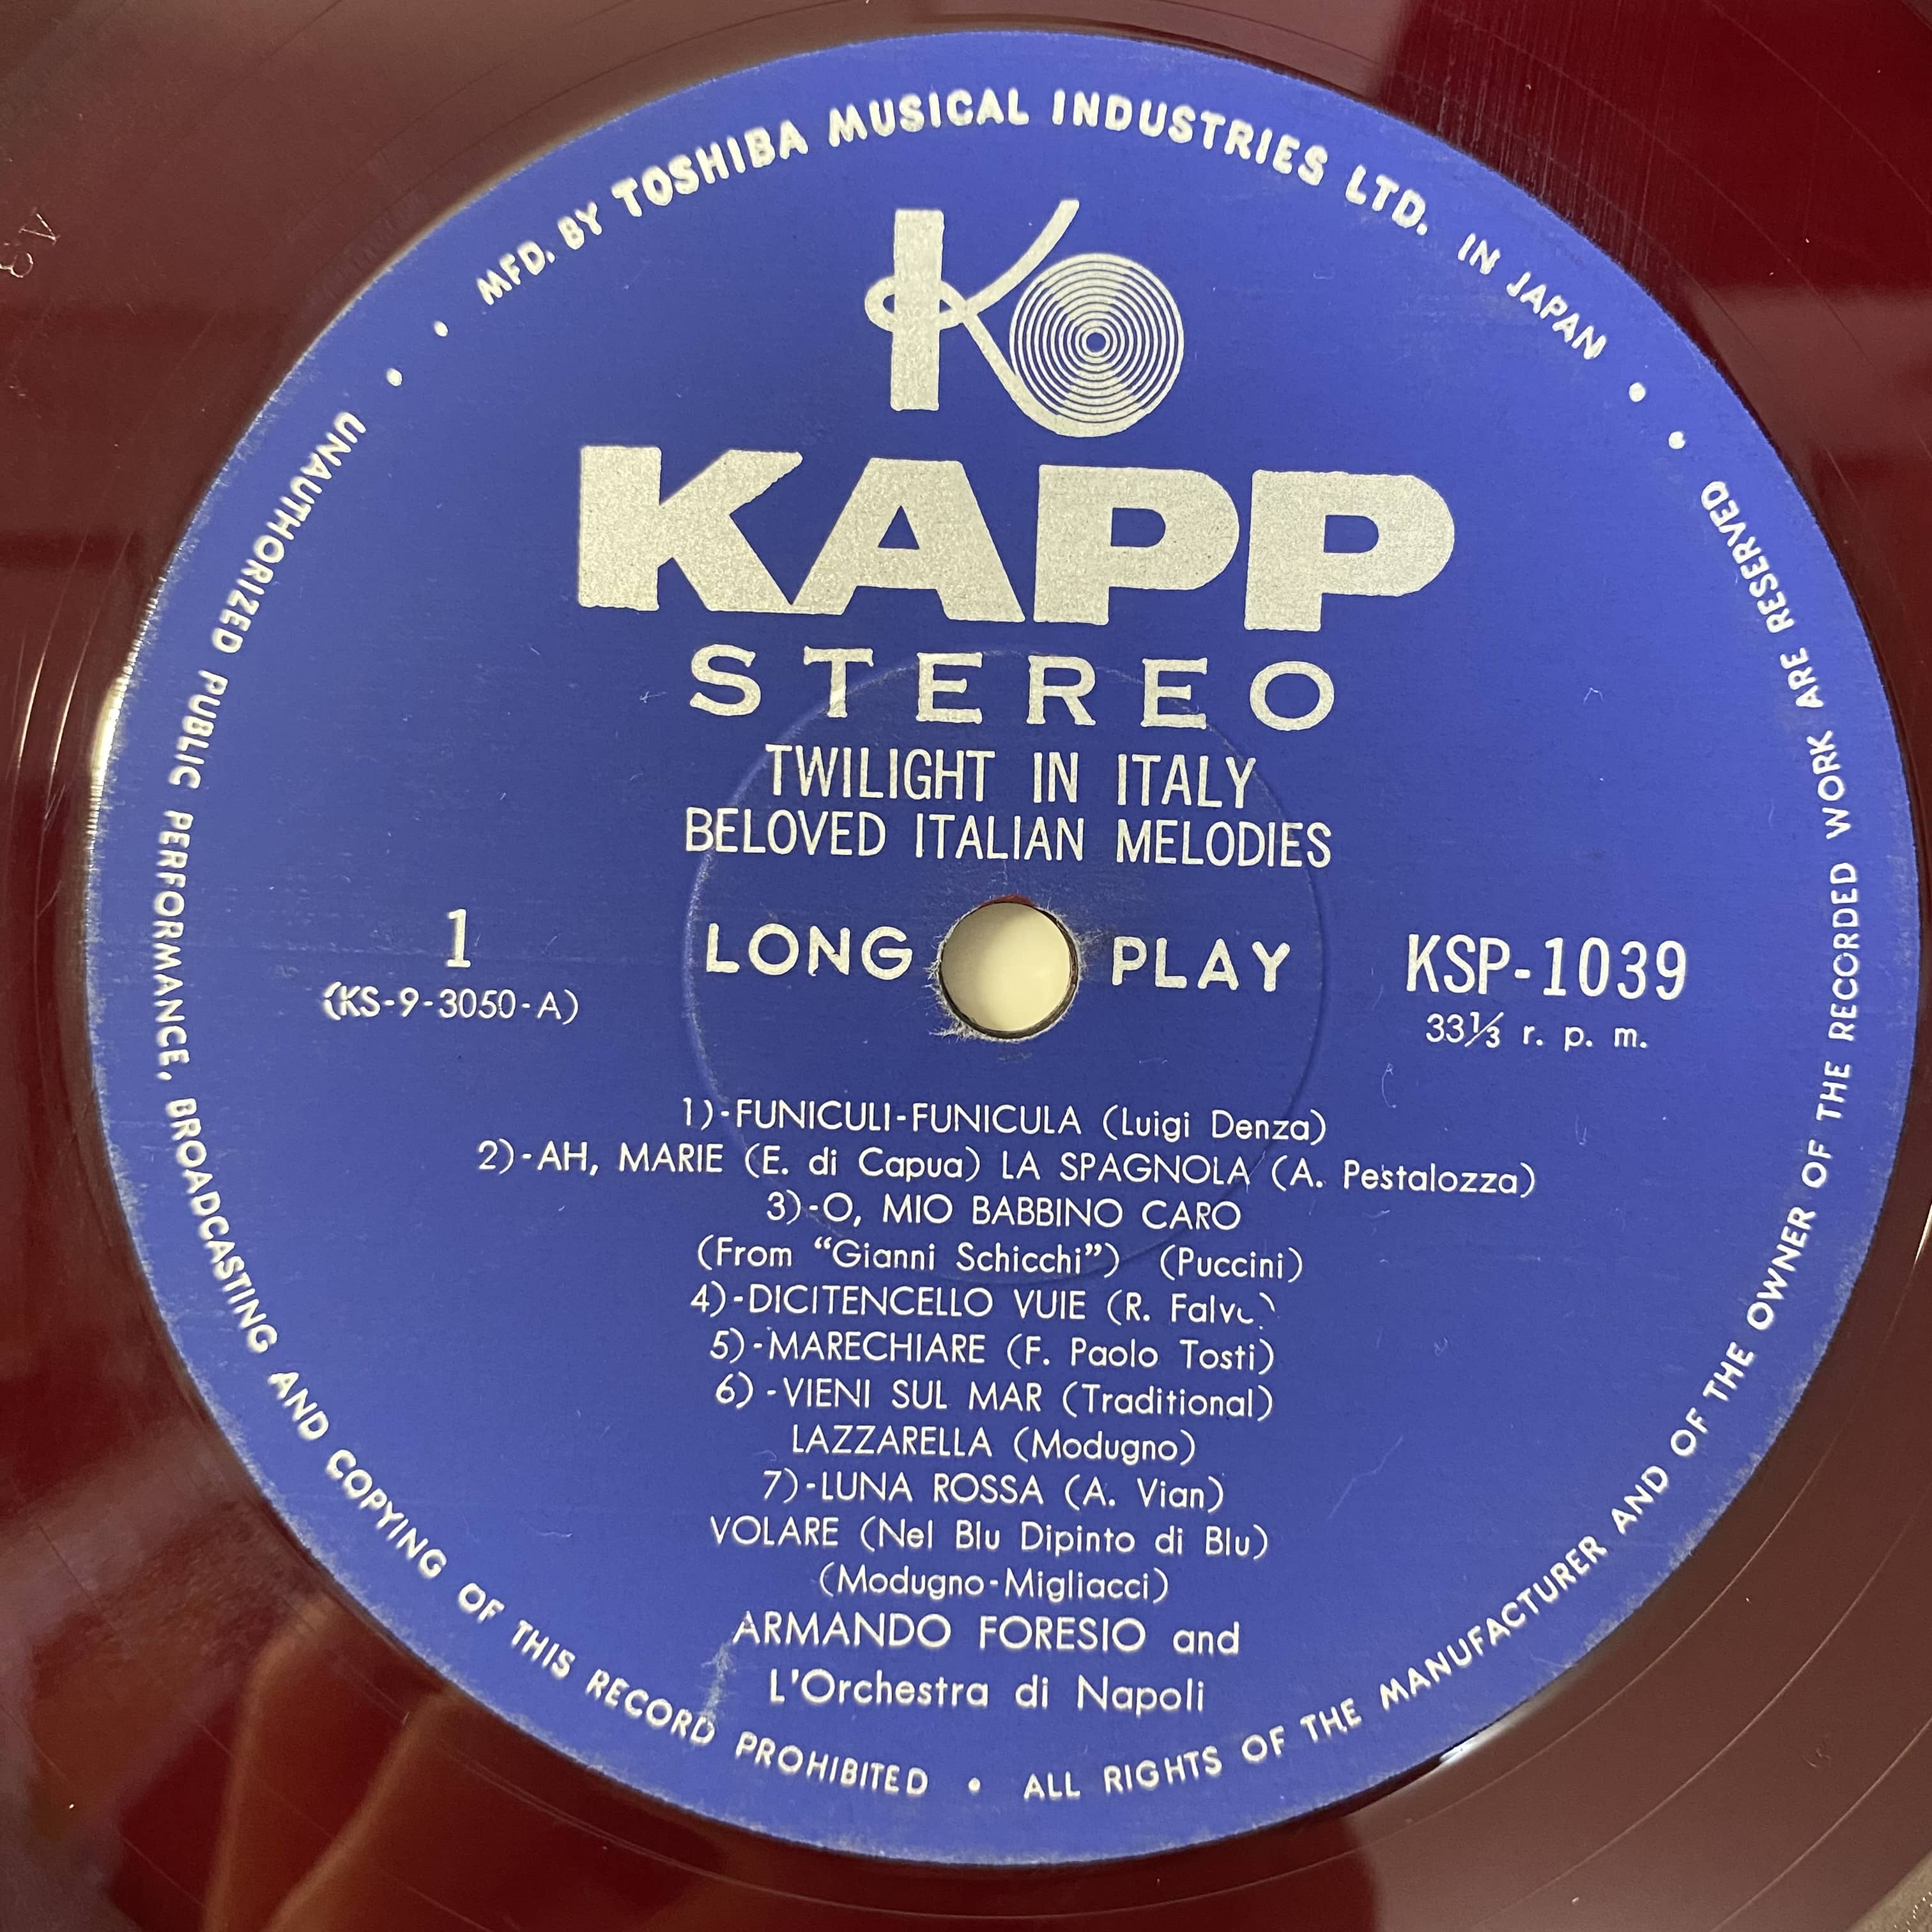 MFD. BY TOSHIBA MUSICAL INDUSTRIES LTD. IN JAPAN
KAPP
STEREO
TWILIGHT IN ITALY
BELOVED ITALIAN MELODIES
1 LONG PLAY KSP-1039
(KS-9-3050-A) 33⅓ r. p. m.
1)-FUNICULI-FUNICULA (Luigi Denza)
2)-AH, MARIE (E. di Capua) LA SPAGNOLA (A. Pestalozza)
3)-O, MIO BABBINO CARO
(From “Gianni Schicchi”) (Puccini)
4)-DICITENCELLO VUIE (R.
5)-MARECHIARE (F. Paolo Tosti)
6)-VIENI SUL MAR (Traditional)
LAZZARELLA (Modugno)
7)-LUNA ROSSA (A. Vian)
VOLARE (Nel Blu Dipinto di Blu)
(Modugno-Migliacci)
ARMANDO FORESIO and
L'Orchestra di Napoli
UNAUTHORIZED PUBLIC PERFORMANCE, BROADCASTING AND COPYING OF THIS RECORD PROHIBITED • ALL RIGHTS OF THE MANUFACTURER AND OF THE OWNER OF THE RECORDED WORK ARE RESERVED